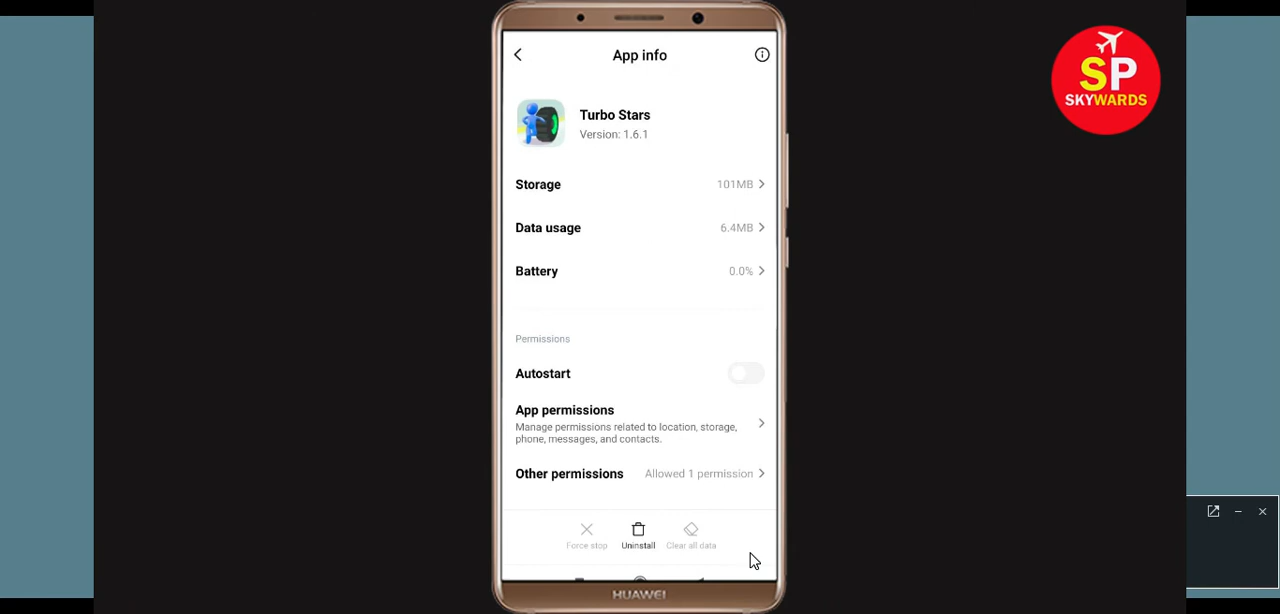 App info
SP
SKYWARDS
Turbo Stars
Version: 1.6.1
Storage 101MB
Data usage 6.4MB
Battery 0.0%
Permissions
Autostart
App permissions
Manage permissions related to location, storage,
phone, messages, and contacts.
Other permissions Allowed 1 permission
Force stop Uninstall Clear all data
HUAWEI